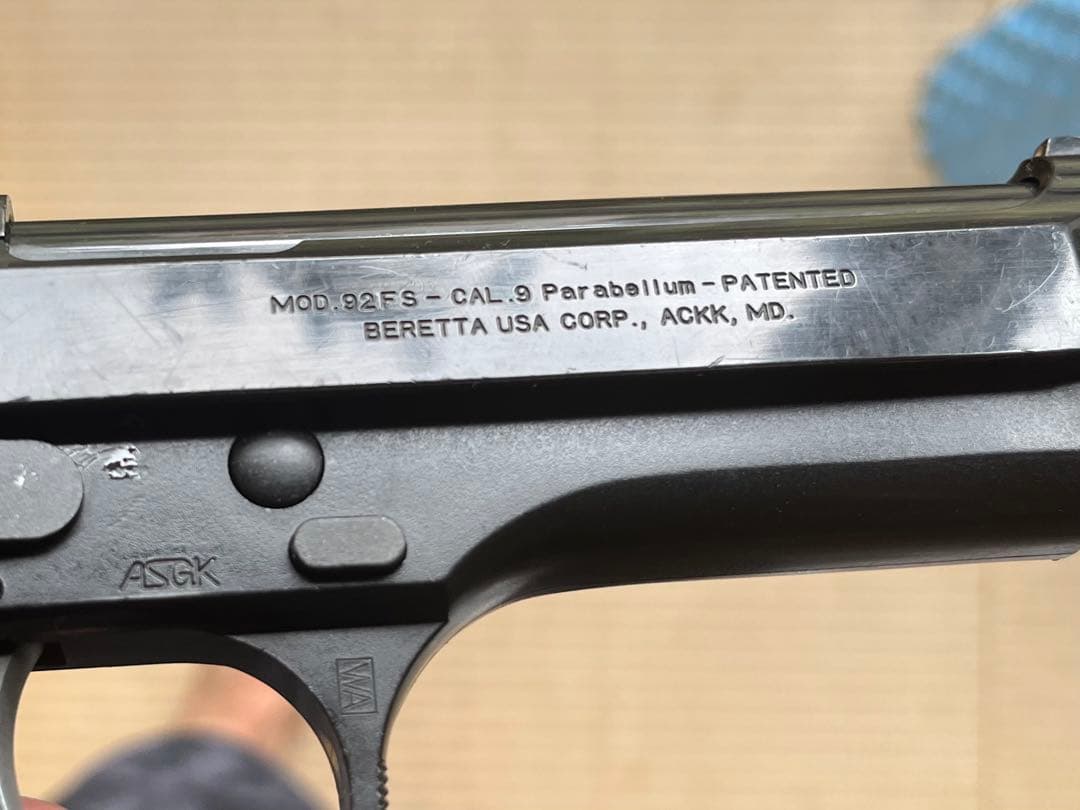 MOD.92FS - CAL.9 Parabellum - PATENTED
BERETTA USA CORP., ACKK, MD.
ASGK
WA